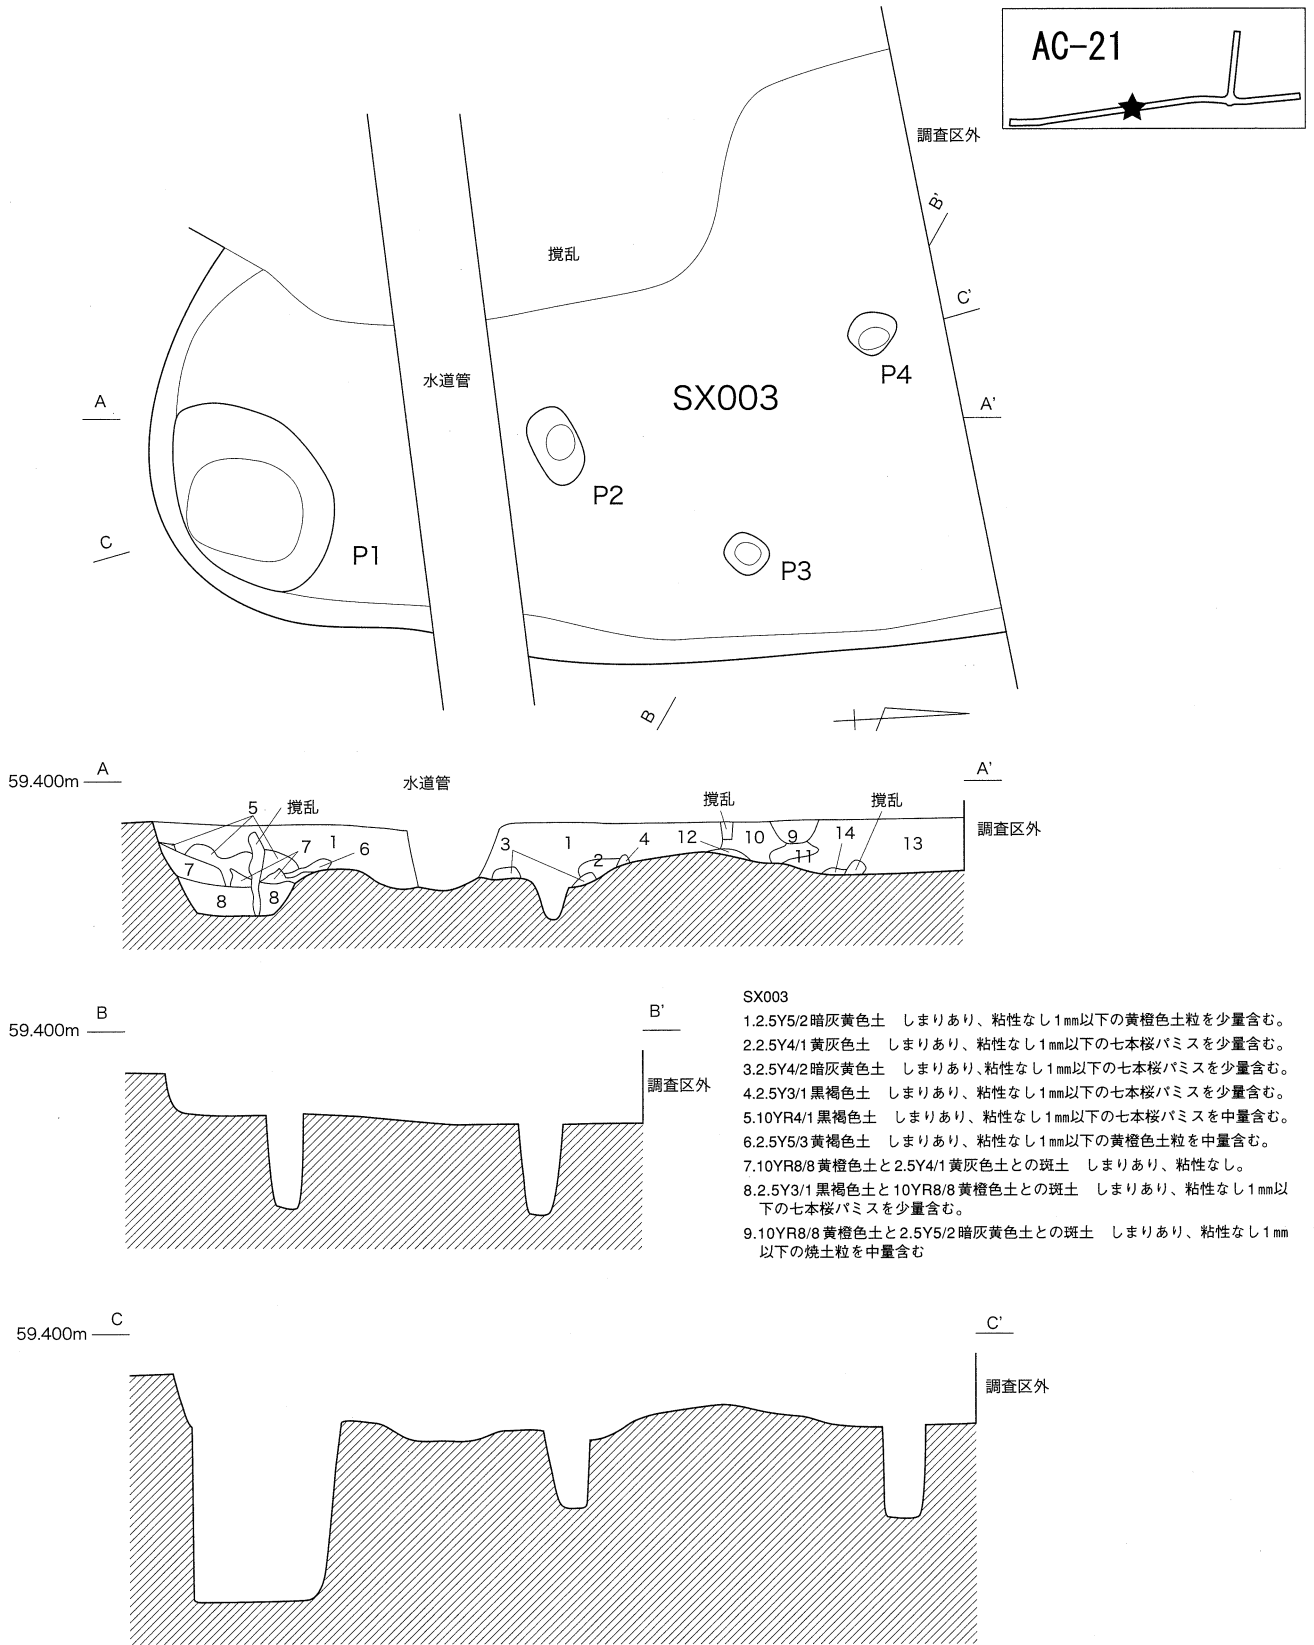 AC-21
調査区外
B'
撹乱
C'
水道管
P4
SX003
A
A'
P2
C
P1
P3
B
A
59.400m
水道管
A'
5
撹乱
撹乱
撹乱
調査区外
1
7
6
3
1
4
12
10
9
14
13
7
2
11
8
8
B
59.400m
B'
調査区外
SX003
1.2.5Y5/2暗灰黄色土　しまりあり、粘性なし1㎜以下の黄橙色土粒を少量含む。
2.2.5Y4/1黄灰色土　しまりあり、粘性なし1㎜以下の七本桜パミスを少量含む。
3.2.5Y4/2暗灰黄色土　しまりあり、粘性なし1㎜以下の七本桜パミスを少量含む。
4.2.5Y3/1黒褐色土　しまりあり、粘性なし1㎜以下の七本桜パミスを少量含む。
5.10YR4/1黒褐色土　しまりあり、粘性なし1㎜以下の七本桜パミスを中量含む。
6.2.5Y5/3黄褐色土　しまりあり、粘性なし1㎜以下の黄橙色土粒を中量含む。
7.10YR8/8黄橙色土と2.5Y4/1黄灰色土との斑土　しまりあり、粘性なし。
8.2.5Y3/1黒褐色土と10YR8/8黄橙色土との斑土　しまりあり、粘性なし1㎜以
下の七本桜パミスを少量含む。
9.10YR8/8黄橙色土と2.5Y5/2暗灰黄色土との斑土　しまりあり、粘性なし1㎜
以下の焼土粒を中量含む
C
59.400m
C'
調査区外